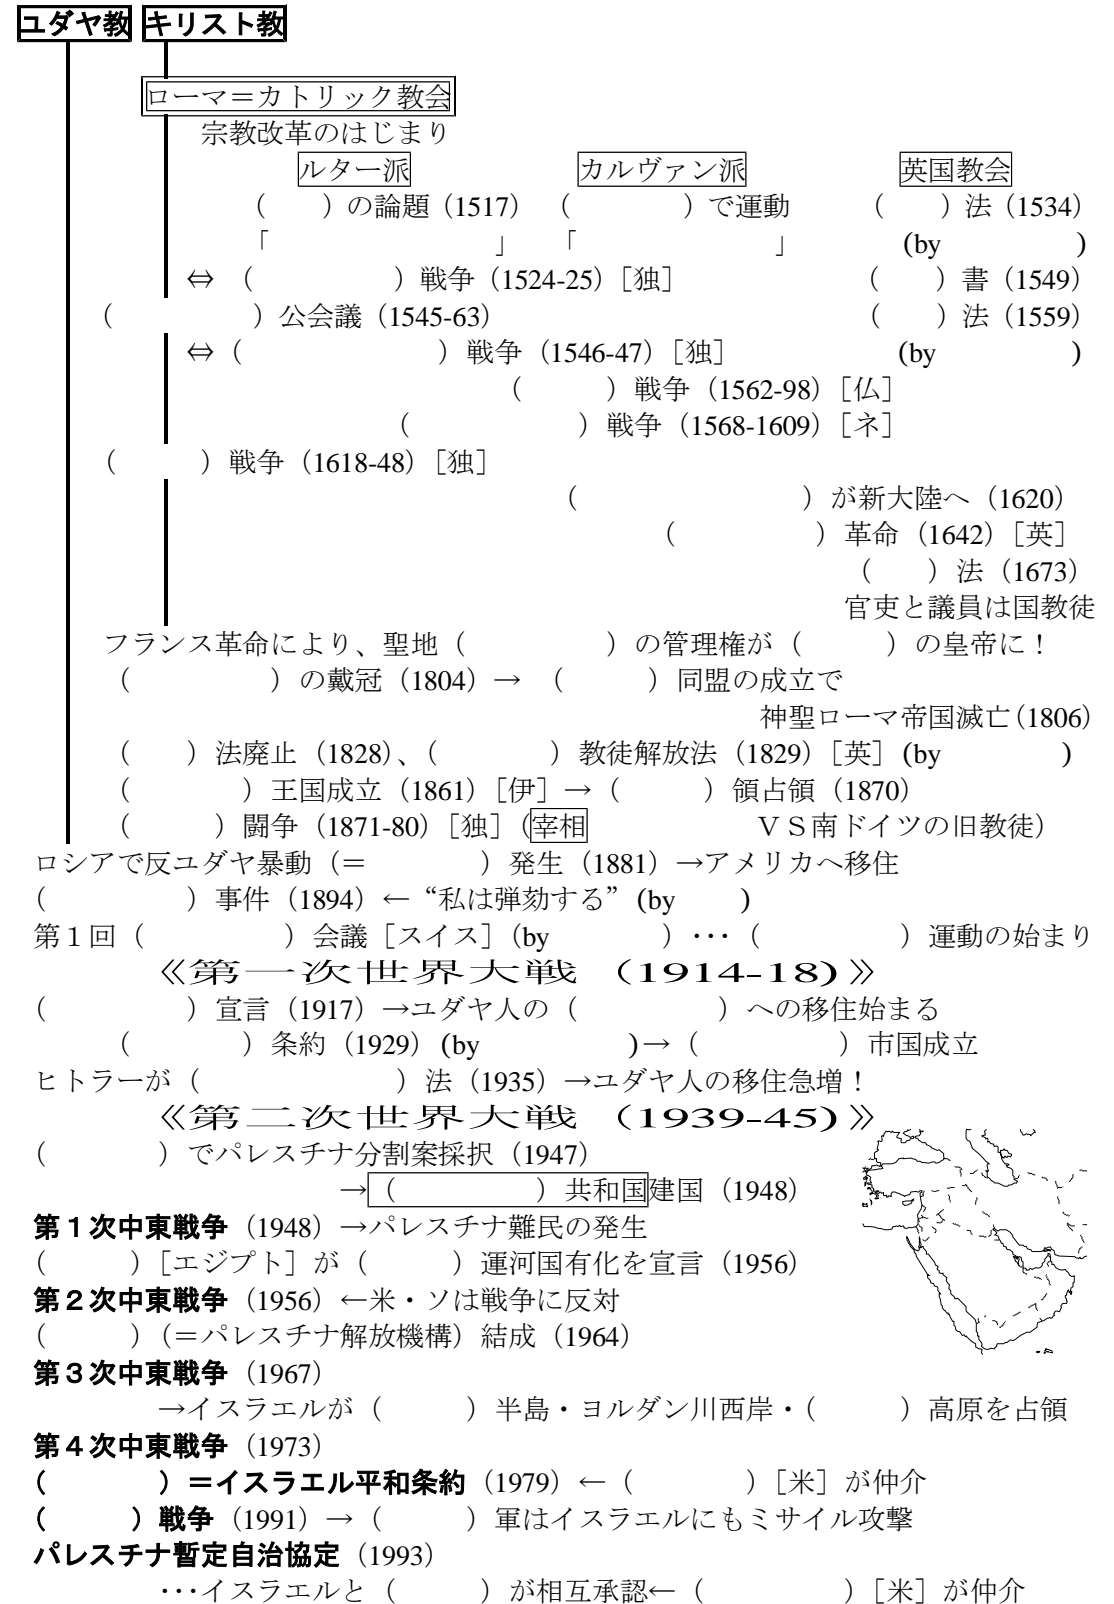 ユダヤ教 キリスト教
ローマ＝カトリック教会
宗教改革のはじまり
ルター派 カルヴァン派 英国教会
（　　）の論題（1517）（　　　　）で運動　（　　）法（1534）
「　　　　　　　　」「　　　　　　　」　(by　　　　　)
⇔（　　　　　）戦争（1524-25）［独］　（　　）書（1549）
（　　　　　）公会議（1545-63）　（　　）法（1559）
⇔（　　　　　　　）戦争（1546-47）［独］　(by　　　　　)
（　　　）戦争（1562-98）［仏］
（　　　　　　）戦争（1568-1609）［ネ］
（　　　）戦争（1618-48）［独］
（　　　　　　　　）が新大陸へ（1620）
（　　　　　）革命（1642）［英］
（　　）法（1673）
官吏と議員は国教徒
フランス革命により、聖地（　　　　　）の管理権が（　　　）の皇帝に！
（　　　　　）の戴冠（1804）→　（　　　）同盟の成立で
神聖ローマ帝国滅亡(1806)
（　　）法廃止（1828）、（　　　　）教徒解放法（1829）［英］(by　　　　)
（　　　　）王国成立（1861）［伊］→（　　　）領占領（1870）
（　　　）闘争（1871-80）［独］（宰相　　　　　　ＶＳ南ドイツの旧教徒）
ロシアで反ユダヤ暴動（＝　　　　）発生（1881）→アメリカへ移住
（　　　　　）事件（1894）←“私は弾劾する”(by　　)
第１回（　　　　　）会議［スイス］（by　　　　）･･･（　　　　　）運動の始まり
《第一次世界大戦（1914-18）》
（　　　　　）宣言（1917）→ユダヤ人の（　　　　　）への移住始まる
（　　　　）条約（1929）(by　　　　　)→（　　　　　）市国成立
ヒトラーが（　　　　　　　）法（1935）→ユダヤ人の移住急増！
《第二次世界大戦（1939-45）》
（　　　　）でパレスチナ分割案採択（1947）
→（　　　　　）共和国建国（1948）
第１次中東戦争（1948）→パレスチナ難民の発生
（　　　）［エジプト］が（　　　）運河国有化を宣言（1956）
第２次中東戦争（1956）←米・ソは戦争に反対
（　　　）（＝パレスチナ解放機構）結成（1964）
第３次中東戦争（1967）
→イスラエルが（　　　）半島・ヨルダン川西岸・（　　　）高原を占領
第４次中東戦争（1973）
（　　　　）＝イスラエル平和条約（1979）←（　　　　）［米］が仲介
（　　　）戦争（1991）→（　　　）軍はイスラエルにもミサイル攻撃
パレスチナ暫定自治協定（1993）
･･･イスラエルと（　　　）が相互承認←（　　　　　）［米］が仲介